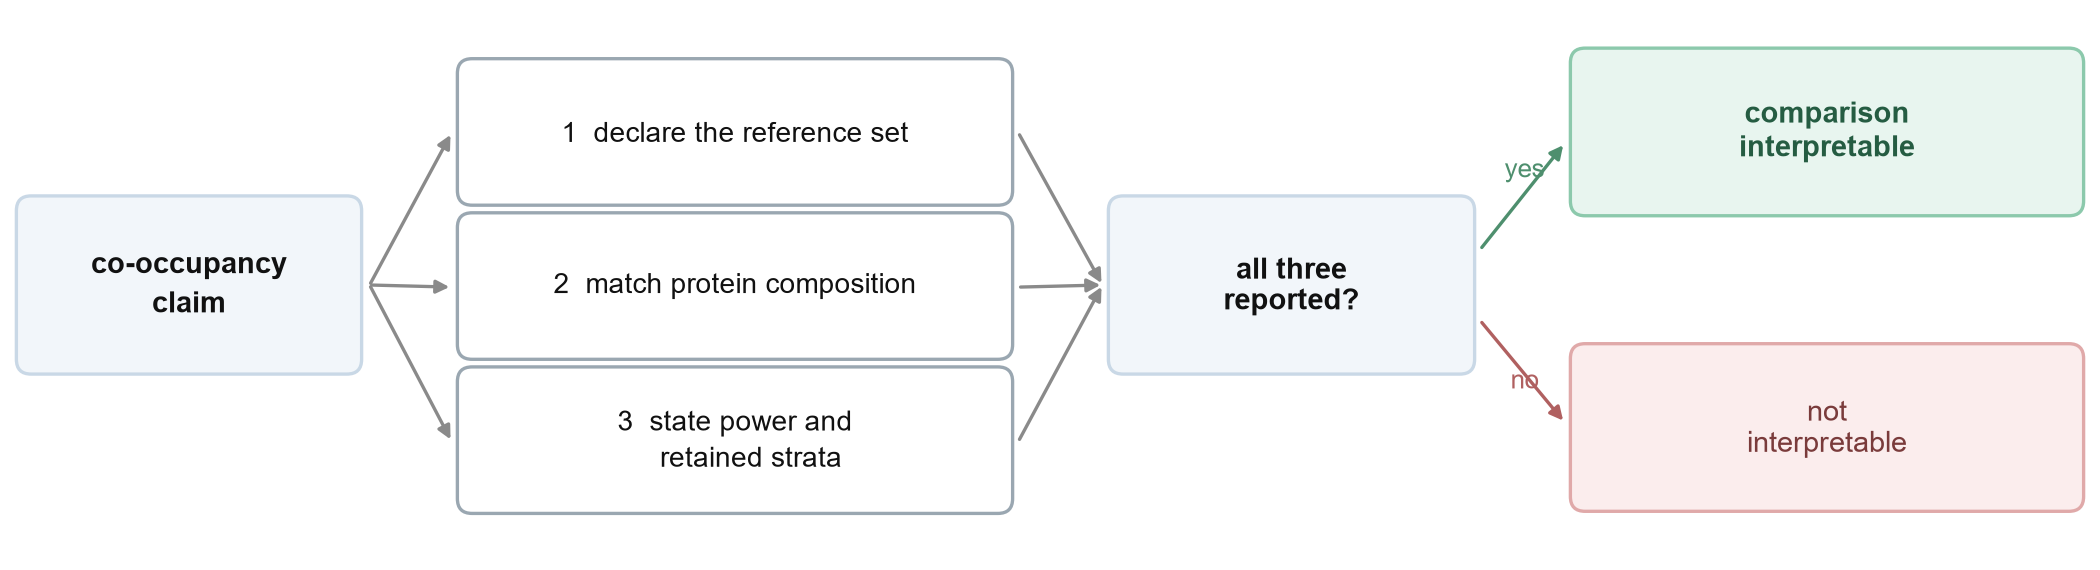 co-occupancy
claim
1 declare the reference set
2 match protein composition
3 state power and
retained strata
all three
reported?
yes
comparison
interpretable
no
not
interpretable